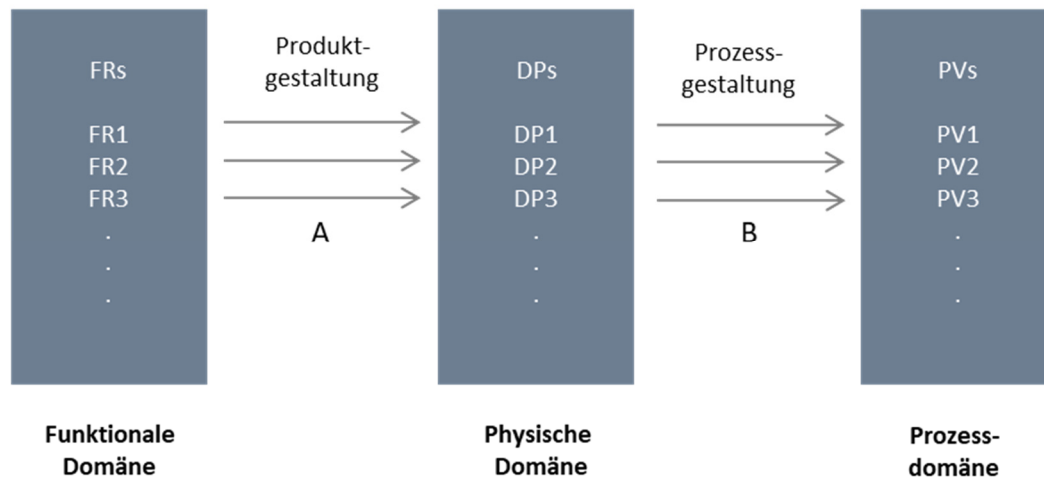 FRs
FR1
FR2
FR3
.
.
.
Produkt-
gestaltung
A
DPs
DP1
DP2
DP3
.
.
.
Prozess-
gestaltung
B
PVs
PV1
PV2
PV3
.
.
.
Funktionale
Domäne
Physische
Domäne
Prozess-
domäne